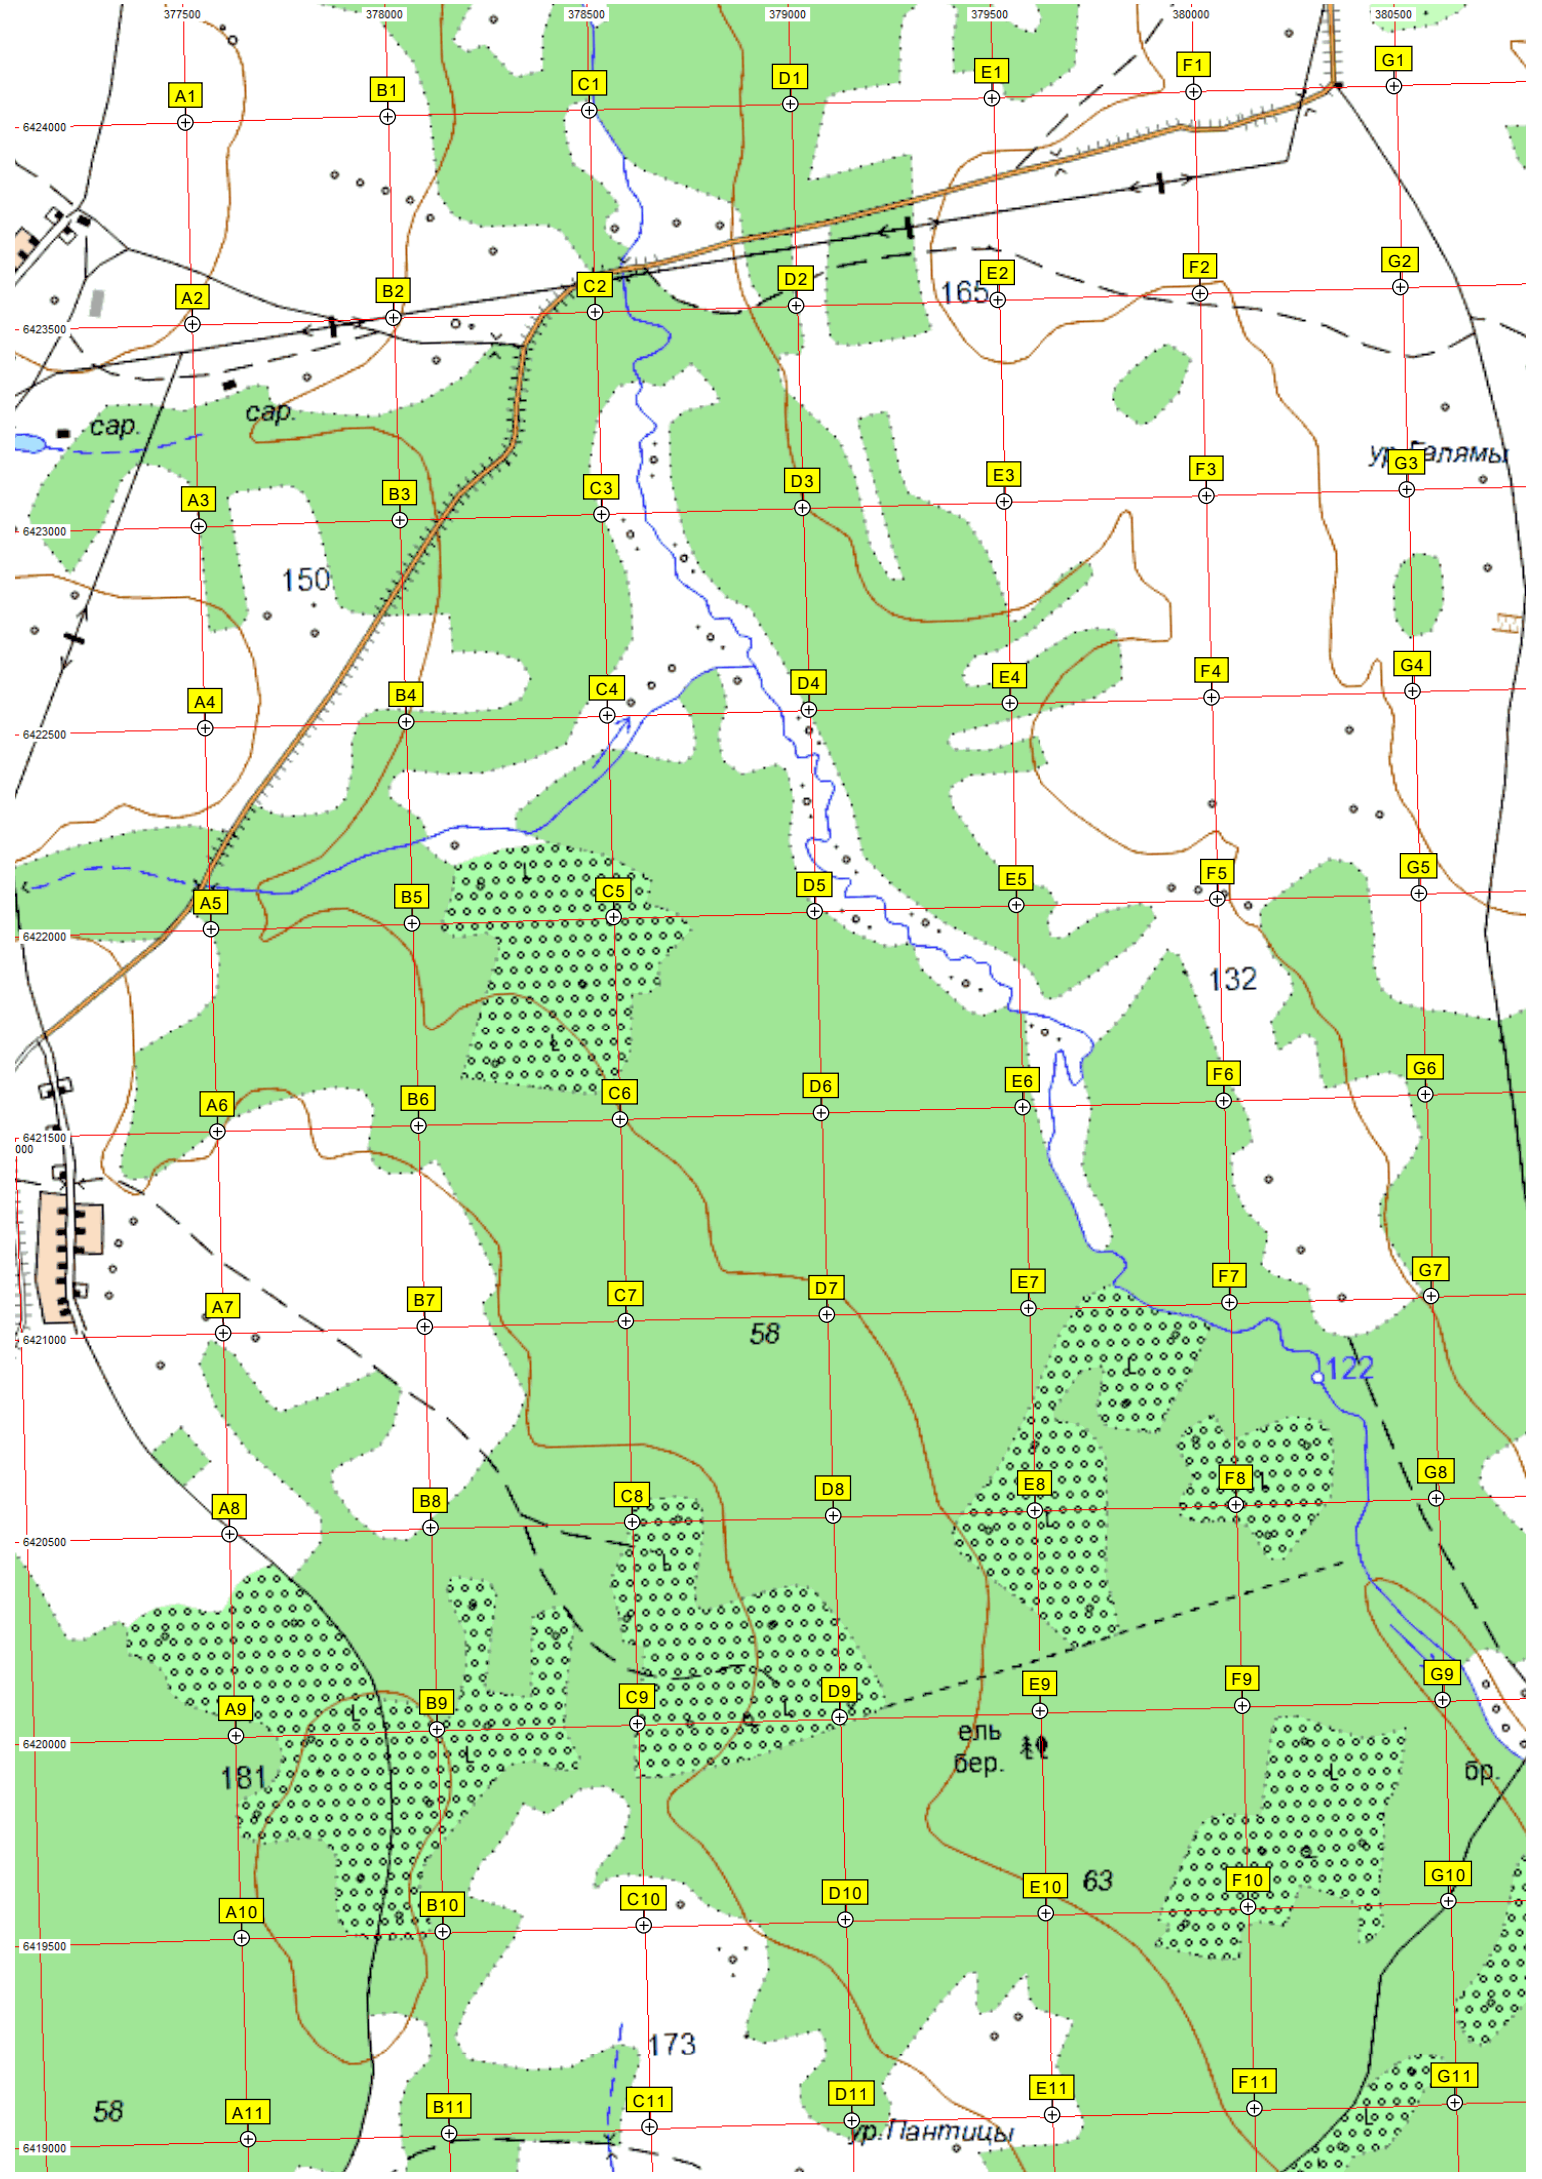 377500 378000 378500 379000 379500 380000 380500
A1 B1 C1 D1 E1 F1 G1
6424000
A2 B2 C2 D2 E2 F2 G2
165
6423500
сар. сар.
ур.Галямы
A3 B3 C3 D3 E3 F3 G3
6423000
150
A4 B4 C4 D4 E4 F4 G4
6422500
A5 B5 C5 D5 E5 F5 G5
6422000
132
A6 B6 C6 D6 E6 F6 G6
6421500
000
A7 B7 C7 D7 E7 F7 G7
6421000
58
122
A8 B8 C8 D8 E8 F8 G8
6420500
A9 B9 C9 D9 E9 F9 G9
6420000
ель
бер.
181
бр.
A10 B10 C10 D10 E10 F10 G10
63
6419500
173
A11 B11 C11 D11 E11 F11 G11
58
ур.Пантицы
6419000